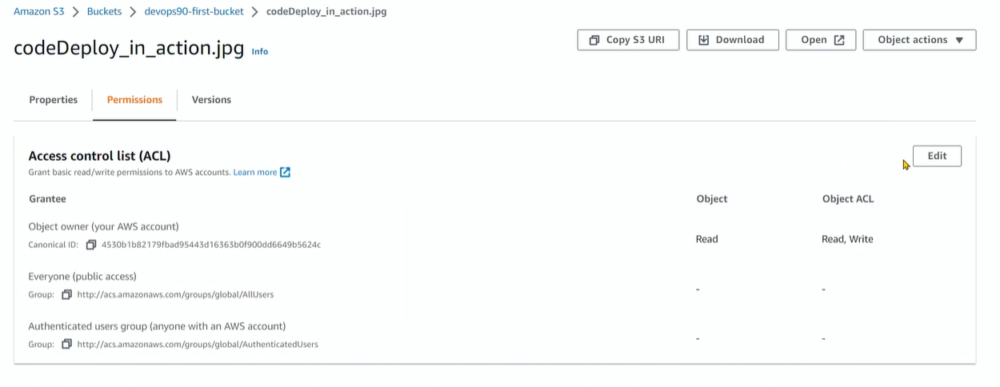 Amazon S3 > Buckets > devops90-first-bucket > codeDeploy_in_action.jpg
codeDeploy_in_action.jpg Info
Copy S3 URI Download Open Object actions ▼
Properties Permissions Versions
Access control list (ACL) Edit
Grant basic read/write permissions to AWS accounts. Learn more
Grantee Object Object ACL
Object owner (your AWS account)
Canonical ID: 4530b1b82179fbad95443d16363b0f900dd6649b5624c Read Read, Write
Everyone (public access)
Group: http://acs.amazonaws.com/groups/global/AllUsers - -
Authenticated users group (anyone with an AWS account)
Group: http://acs.amazonaws.com/groups/global/AuthenticatedUsers - -